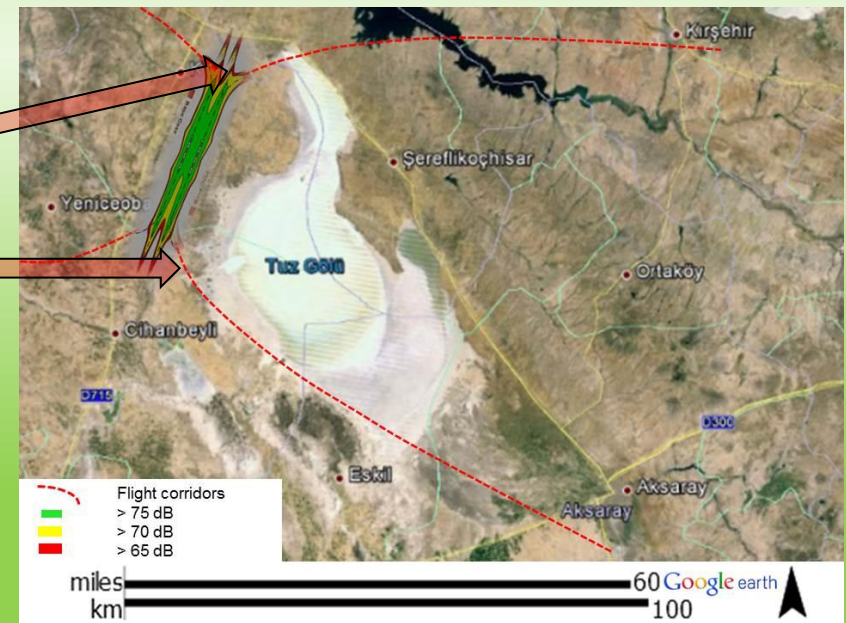 Kırşehir
Şereflikoçhisar
Yeniceoba
Tuz Gölü
Ortaköy
Cihanbeyli
D715
D300
Eskil
Aksaray
Aksaray
Flight corridors
> 75 dB
> 70 dB
> 65 dB
miles 60 Google earth
km 100